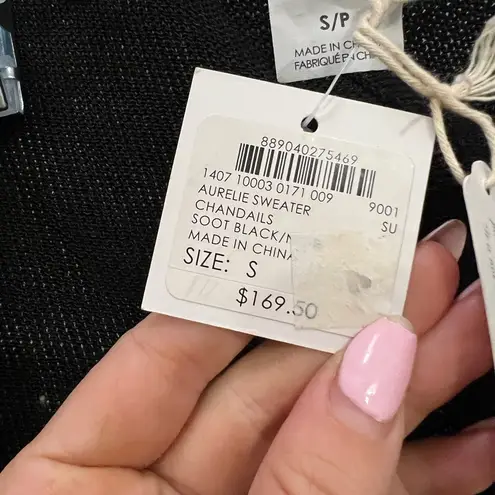 S/P
MADE IN
FABRIQUÉ EN
889040275469
1407 10003 0171 009 9001
AURELIE SWEATER SU
CHANDAILS
SOOT BLACK/
MADE IN CHINA
SIZE: S
$169.50